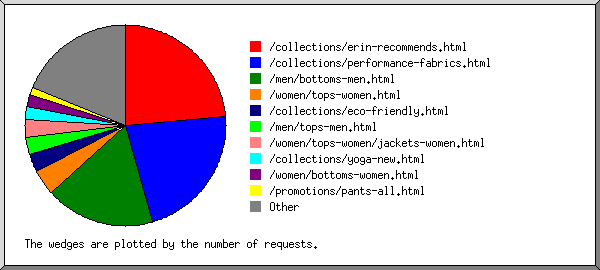 /collections/erin-recommends.html
/collections/performance-fabrics.html
/men/bottoms-men.html
/women/tops-women.html
/collections/eco-friendly.html
/men/tops-men.html
/women/tops-women/jackets-women.html
/collections/yoga-new.html
/women/bottoms-women.html
/promotions/pants-all.html
Other
The wedges are plotted by the number of requests.